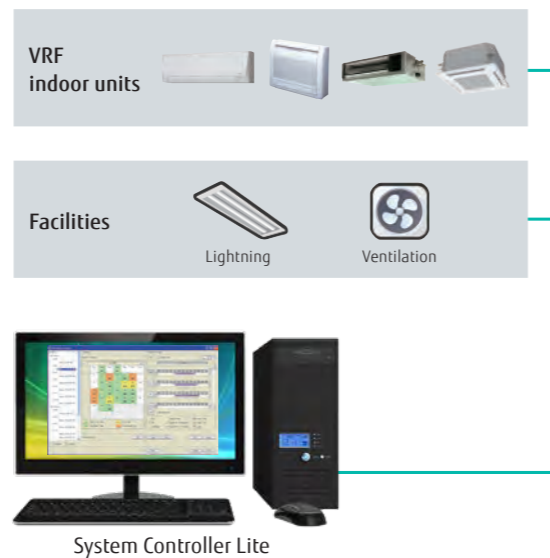 VRF
indoor units
Facilities
Lightning
Ventilation
System Controller Lite